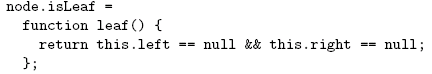 node.isLeaf =
  function leaf() {
    return this.left == null && this.right == null;
  };